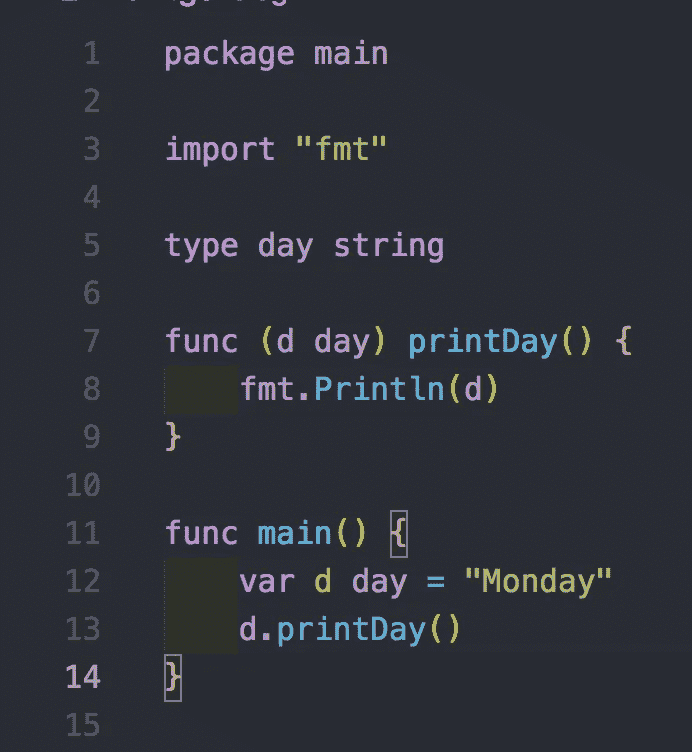 1 package main
2
3 import "fmt"
4
5 type day string
6
7 func (d day) printDay() {
8     fmt.Println(d)
9 }
10
11 func main() {
12     var d day = "Monday"
13     d.printDay()
14 }
15